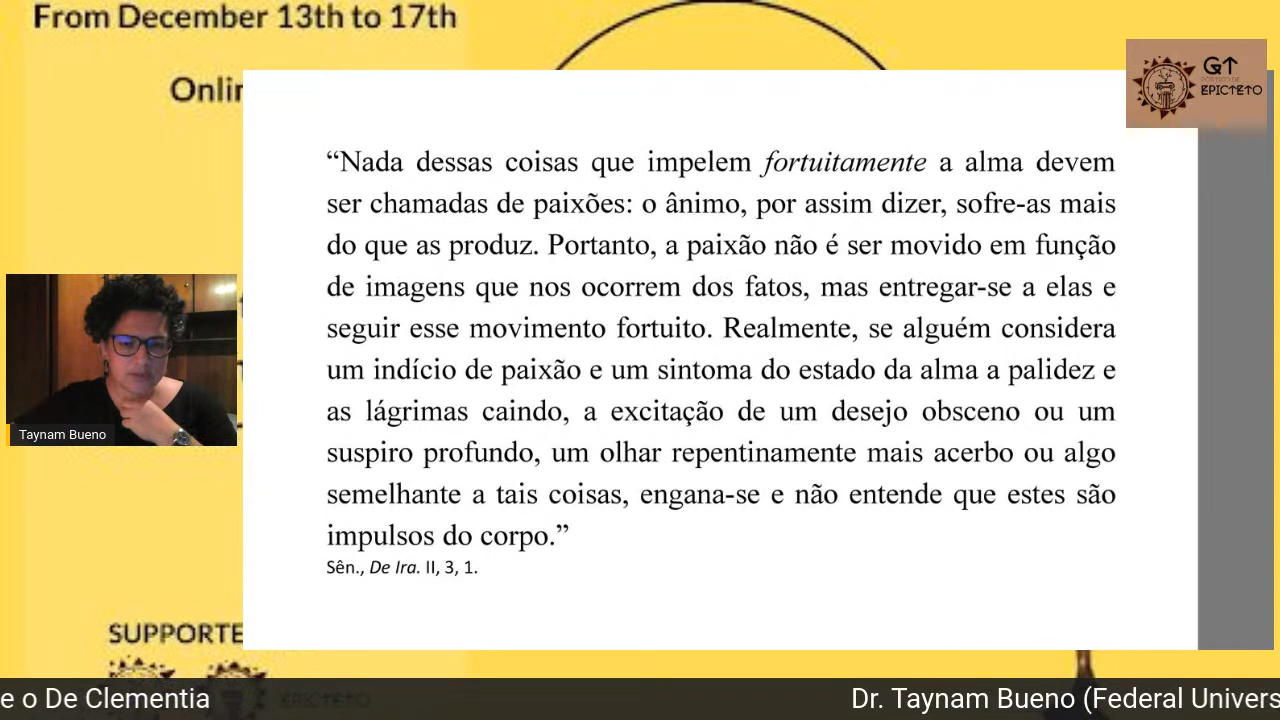 From December 13th to 17th
Onlin
GT
EPICTETO
“Nada dessas coisas que impelem fortuitamente a alma devem
ser chamadas de paixões: o ânimo, por assim dizer, sofre-as mais
do que as produz. Portanto, a paixão não é ser movido em função
de imagens que nos ocorrem dos fatos, mas entregar-se a elas e
seguir esse movimento fortuito. Realmente, se alguém considera
um indício de paixão e um sintoma do estado da alma a palidez e
as lágrimas caindo, a excitação de um desejo obsceno ou um
suspiro profundo, um olhar repentinamente mais acerbo ou algo
semelhante a tais coisas, engana-se e não entende que estes são
impulsos do corpo.”
Sên., De Ira. II, 3, 1.
Taynam Bueno
SUPPORTE
EPICTETO
e o De Clementia
Dr. Taynam Bueno (Federal Univers